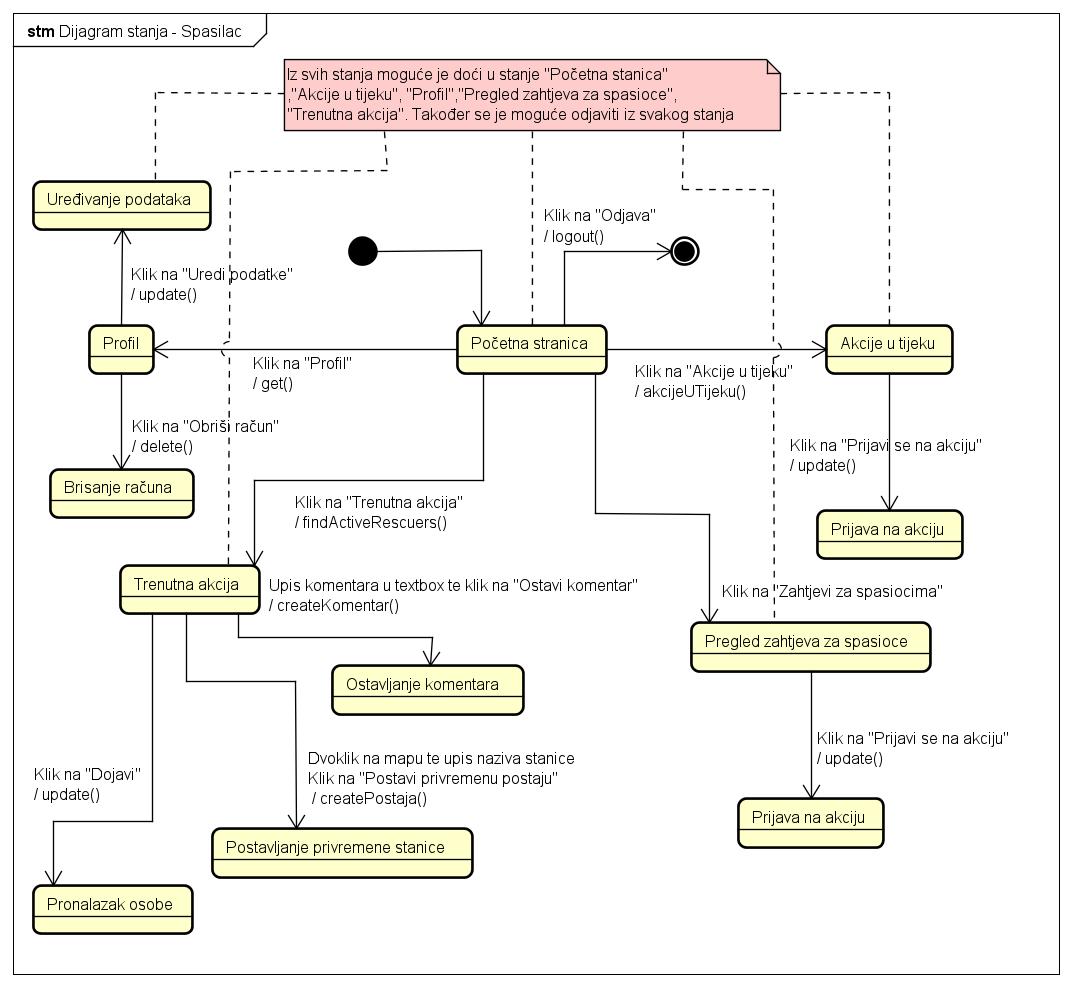 stm Dijagram stanja - Spasilac
Iz svih stanja moguće je doći u stanje "Početna stanica"
,"Akcije u tijeku", "Profil","Pregled zahtjeva za spasioce",
"Trenutna akcija". Također se je moguće odjaviti iz svakog stanja
Uređivanje podataka
Klik na "Odjava"
/ logout()
Klik na "Uredi podatke"
/ update()
Profil
Početna stranica
Akcije u tijeku
Klik na "Profil"
/ get()
Klik na "Akcije u tijeku"
/ akcijeUTijeku()
Klik na "Obriši račun"
/ delete()
Klik na "Prijavi se na akciju"
/ update()
Brisanje računa
Klik na "Trenutna akcija"
/ findActiveRescuers()
Prijava na akciju
Trenutna akcija
Upis komentara u textbox te klik na "Ostavi komentar"
/ createKomentar()
Klik na "Zahtjevi za spasiocima"
Pregled zahtjeva za spasioce
Ostavljanje komentara
Klik na "Prijavi se na akciju"
/ update()
Dvoklik na mapu te upis naziva stanice
Klik na "Postavi privremenu postaju"
/ createPostaja()
Klik na "Dojavi"
/ update()
Prijava na akciju
Postavljanje privremene stanice
Pronalazak osobe